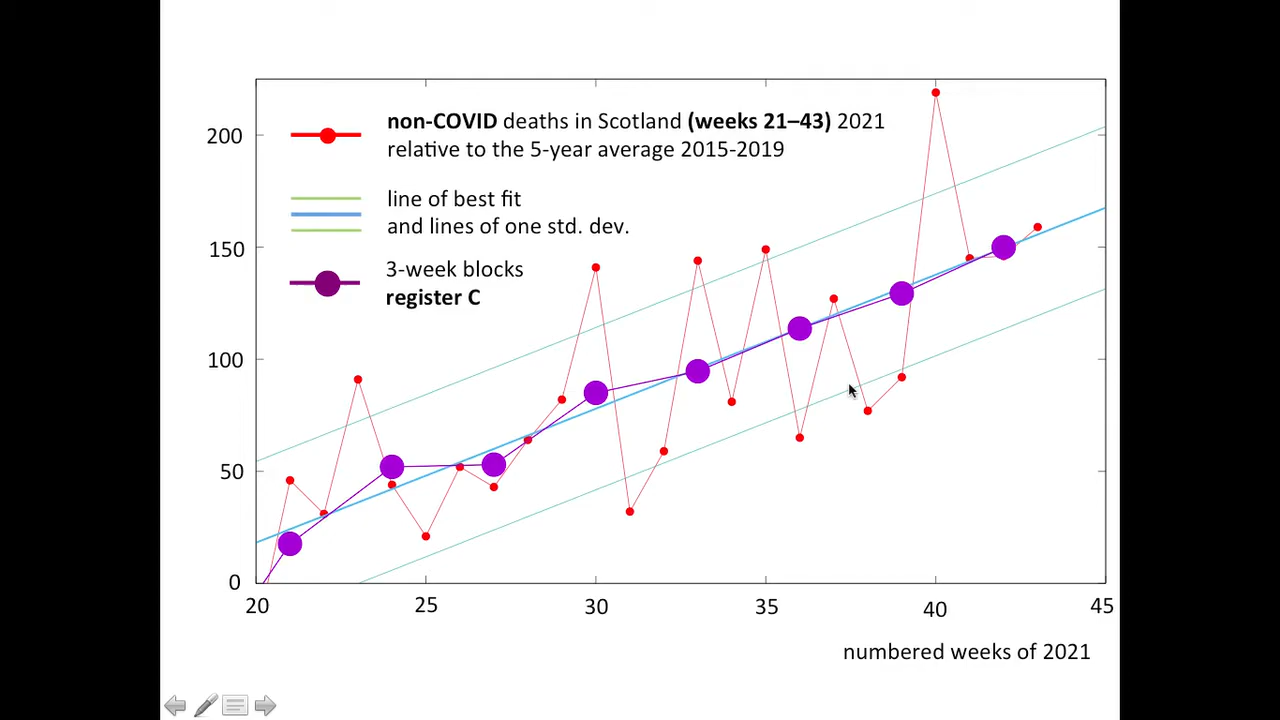 non-COVID deaths in Scotland (weeks 21–43) 2021
relative to the 5-year average 2015-2019
line of best fit
and lines of one std. dev.
3-week blocks
register C
200
150
100
50
0
20 25 30 35 40 45
numbered weeks of 2021